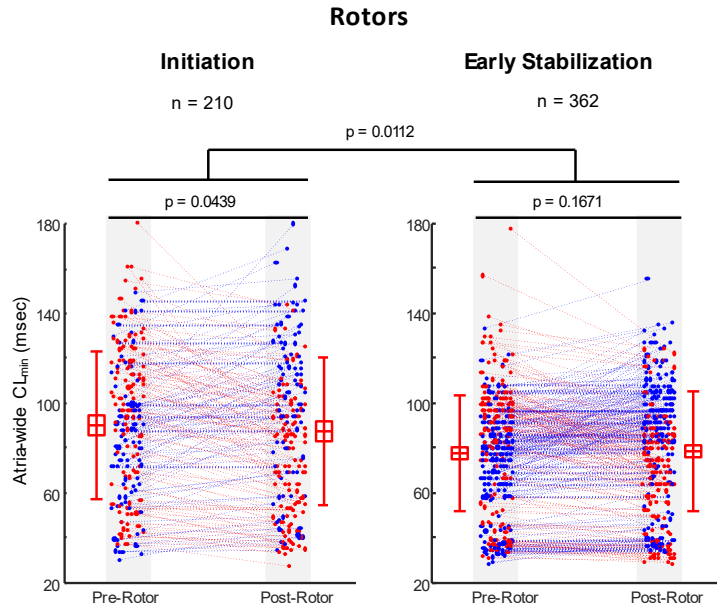 Rotors
Initiation
Early Stabilization
n = 210
n = 362
p = 0.0112
p = 0.0439
p = 0.1671
Atria-wide CLmin (msec)
180
140
100
60
20
Pre-Rotor
Post-Rotor
180
140
100
60
20
Pre-Rotor
Post-Rotor